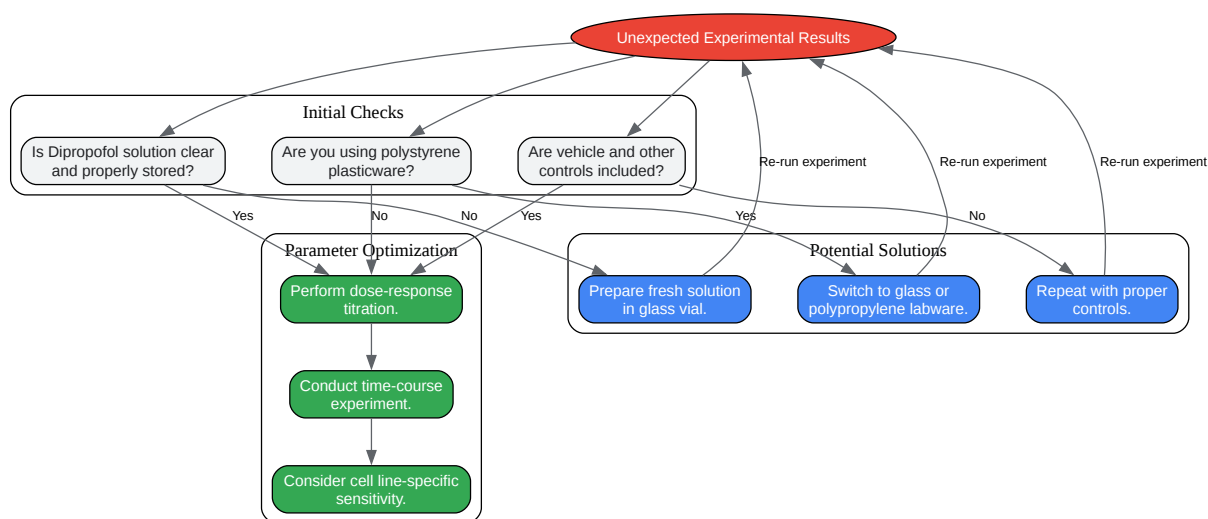 Unexpected Experimental Results
Initial Checks
Is Dipropofol solution clear
and properly stored?
Are you using polystyrene
plasticware?
Are vehicle and other
controls included?
Re-run experiment
Re-run experiment
Re-run experiment
Yes
No
No
Yes
Yes
No
Parameter Optimization
Potential Solutions
Perform dose-response
titration.
Prepare fresh solution
in glass vial.
Switch to glass or
polypropylene labware.
Repeat with proper
controls.
Conduct time-course
experiment.
Consider cell line-specific
sensitivity.